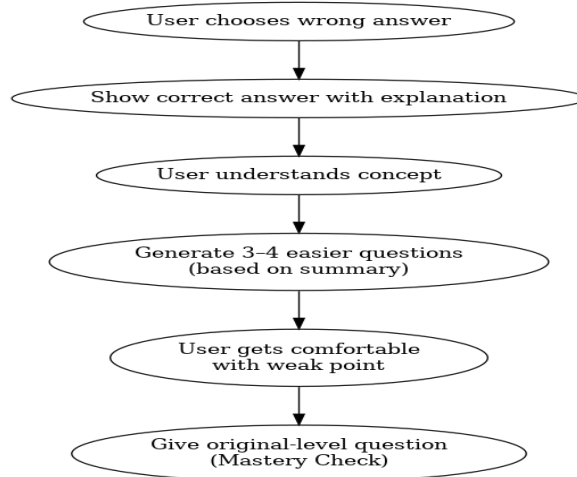 User chooses wrong answer
Show correct answer with explanation
User understands concept
Generate 3–4 easier questions
(based on summary)
User gets comfortable
with weak point
Give original-level question
(Mastery Check)